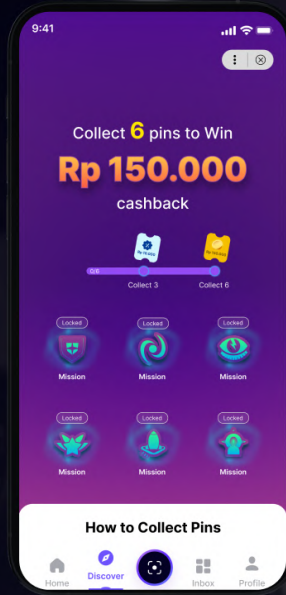 9:41
Collect 6 pins to Win
Rp 150.000
cashback
0/6
Collect 3
Collect 6
Locked
Locked
Locked
Mission
Mission
Mission
Locked
Locked
Locked
Mission
Mission
Mission
How to Collect Pins
Home
Discover
Inbox
Profile